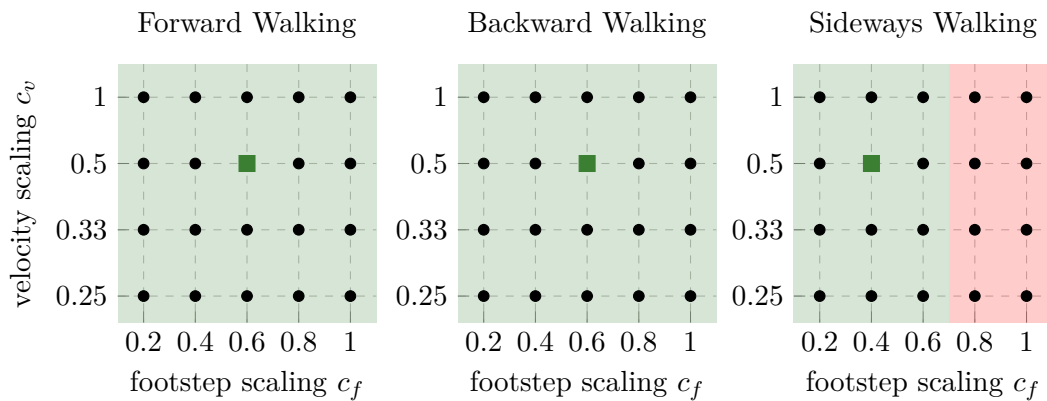 Forward Walking
Backward Walking
Sideways Walking
velocity scaling c_v
1
0.5
0.33
0.25
0.2 0.4 0.6 0.8 1
footstep scaling c_f
1
0.5
0.33
0.25
0.2 0.4 0.6 0.8 1
footstep scaling c_f
1
0.5
0.33
0.25
0.2 0.4 0.6 0.8 1
footstep scaling c_f